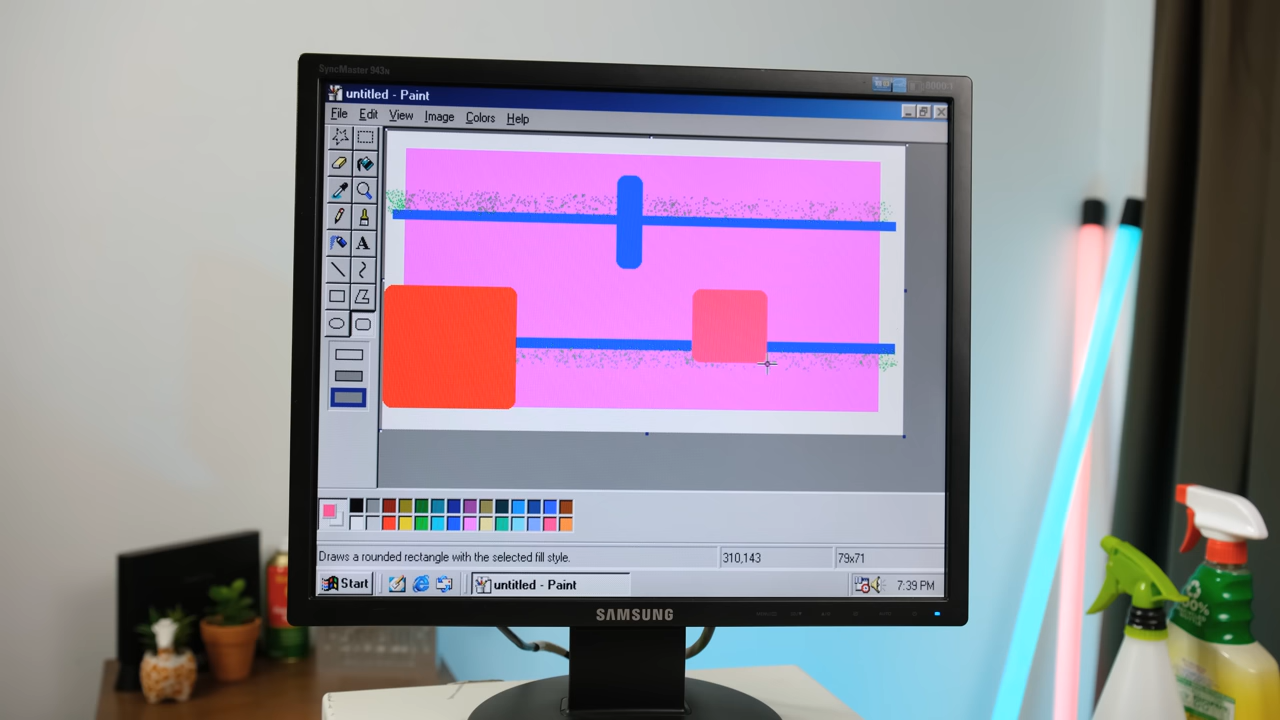 SyncMaster 943N
untitled - Paint
File Edit View Image Colors Help
A
Draws a rounded rectangle with the selected fill style.
310,143
79x71
Start
untitled - Paint
7:39 PM
SAMSUNG
100%